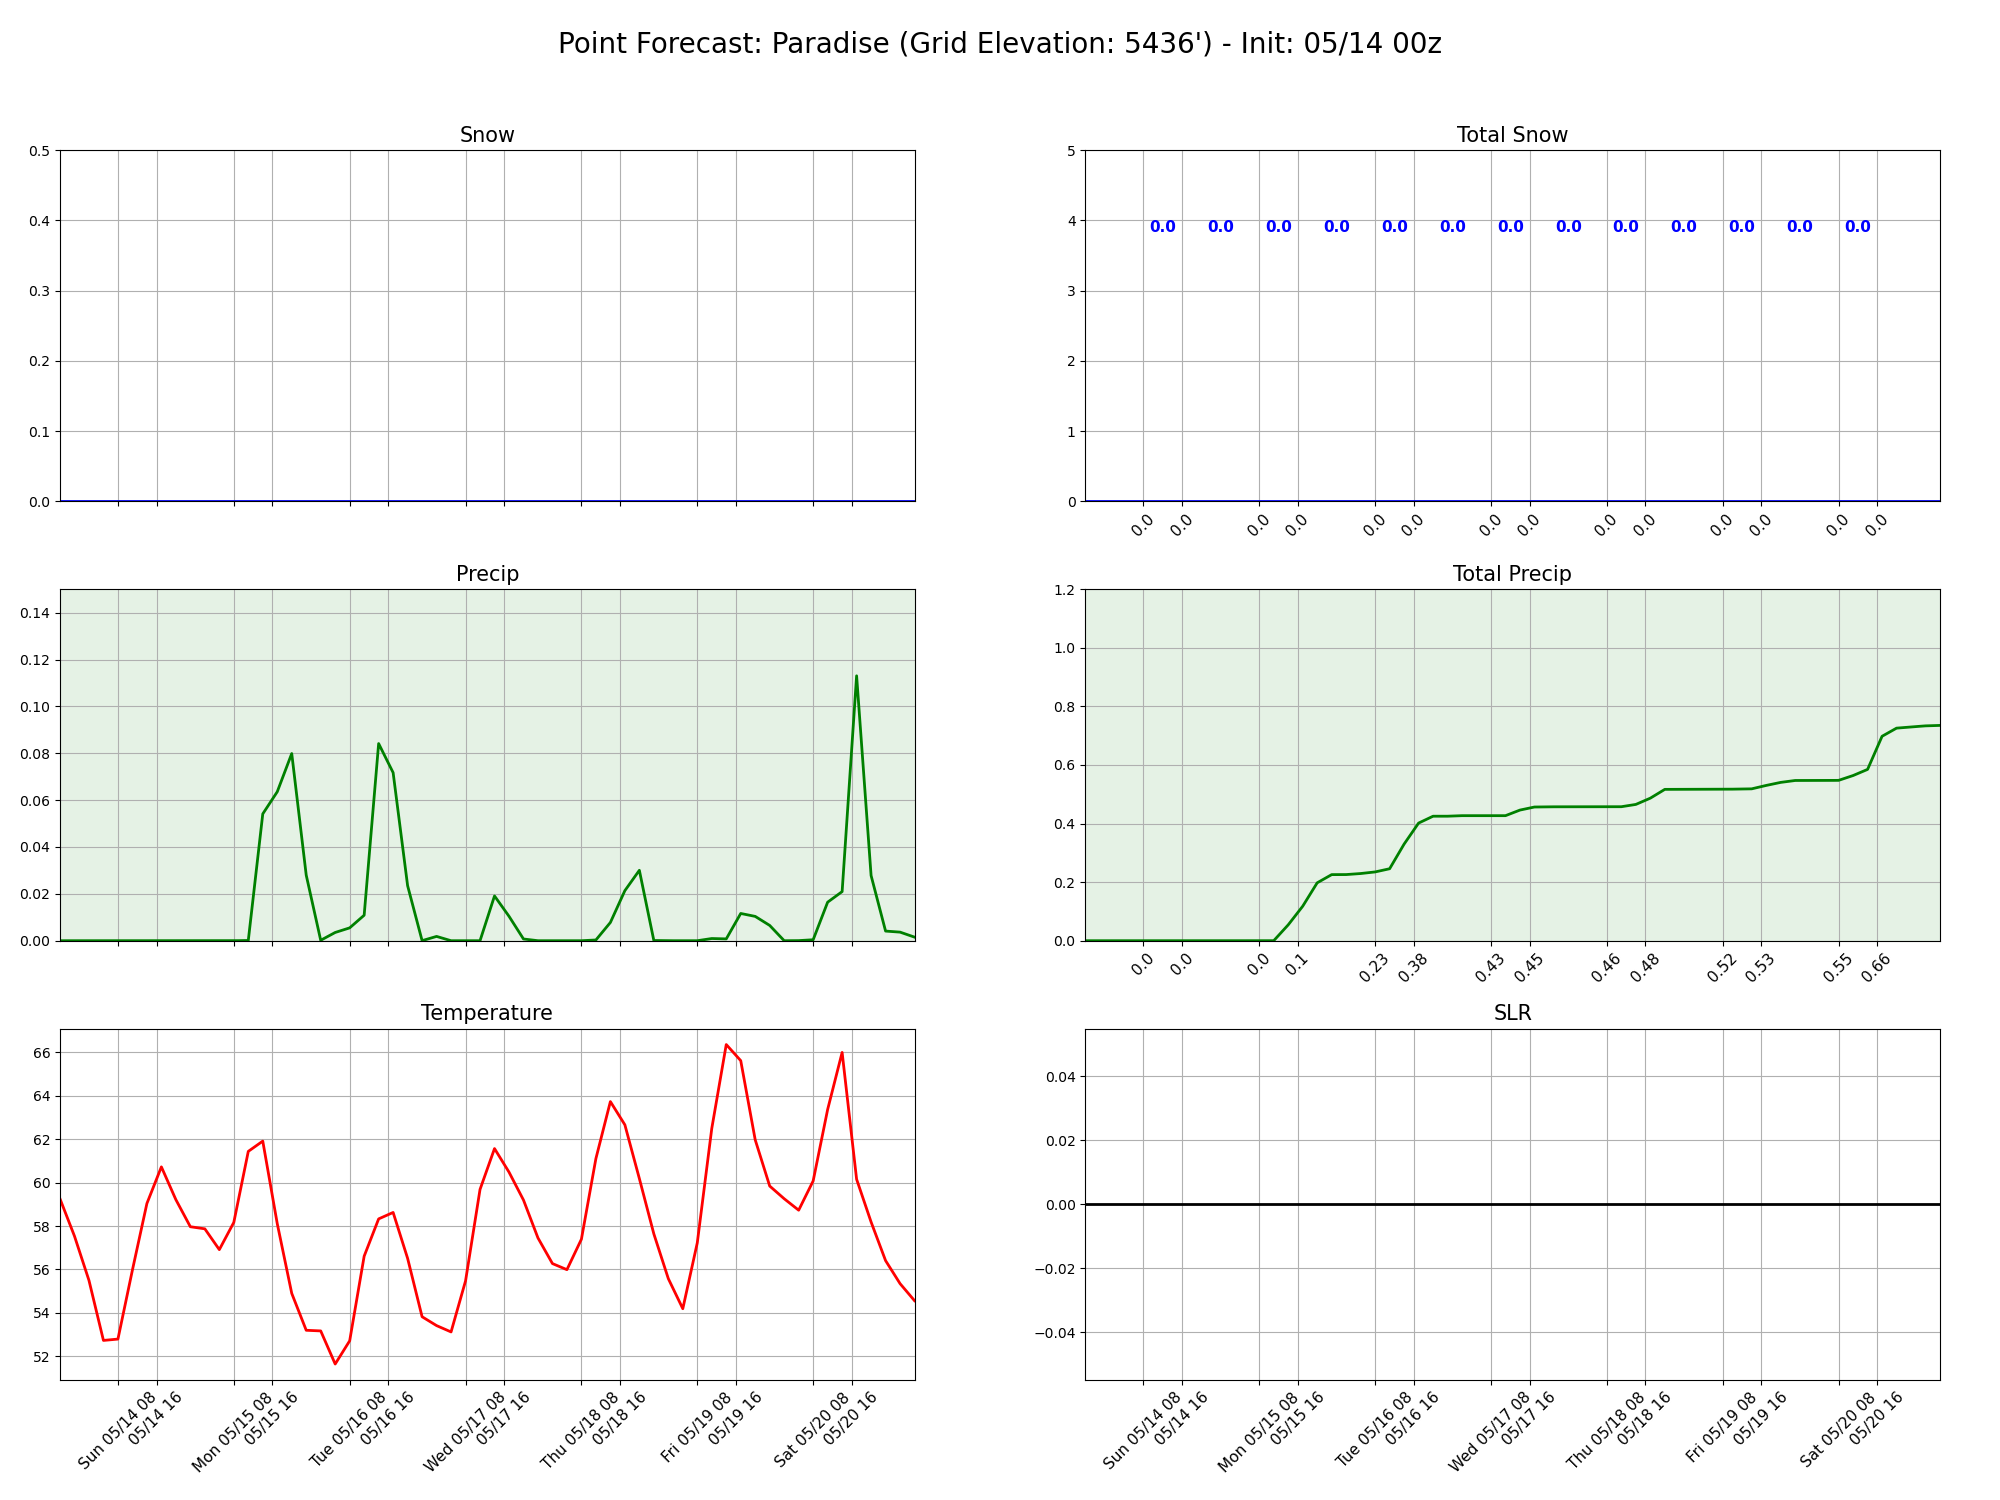 Point Forecast: Paradise (Grid Elevation: 5436') - Init: 05/14 00z
Snow
0.5
0.4
0.3
0.2
0.1
0.0
Total Snow
5
4
3
2
1
0
0.0 0.0 0.0 0.0 0.0 0.0 0.0 0.0 0.0 0.0 0.0 0.0 0.0
0.0 0.0 0.0 0.0 0.0 0.0 0.0 0.0 0.0 0.0 0.0 0.0 0.0 0.0
Precip
0.14
0.12
0.10
0.08
0.06
0.04
0.02
0.00
Total Precip
1.2
1.0
0.8
0.6
0.4
0.2
0.0
0.0 0.0 0.0 0.1 0.23 0.38 0.43 0.45 0.46 0.48 0.52 0.53 0.55 0.66
Temperature
66
64
62
60
58
56
54
52
Sun 05/14 08
05/14 16
Mon 05/15 08
05/15 16
Tue 05/16 08
05/16 16
Wed 05/17 08
05/17 16
Thu 05/18 08
05/18 16
Fri 05/19 08
05/19 16
Sat 05/20 08
05/20 16
SLR
0.04
0.02
0.00
−0.02
−0.04
Sun 05/14 08
05/14 16
Mon 05/15 08
05/15 16
Tue 05/16 08
05/16 16
Wed 05/17 08
05/17 16
Thu 05/18 08
05/18 16
Fri 05/19 08
05/19 16
Sat 05/20 08
05/20 16